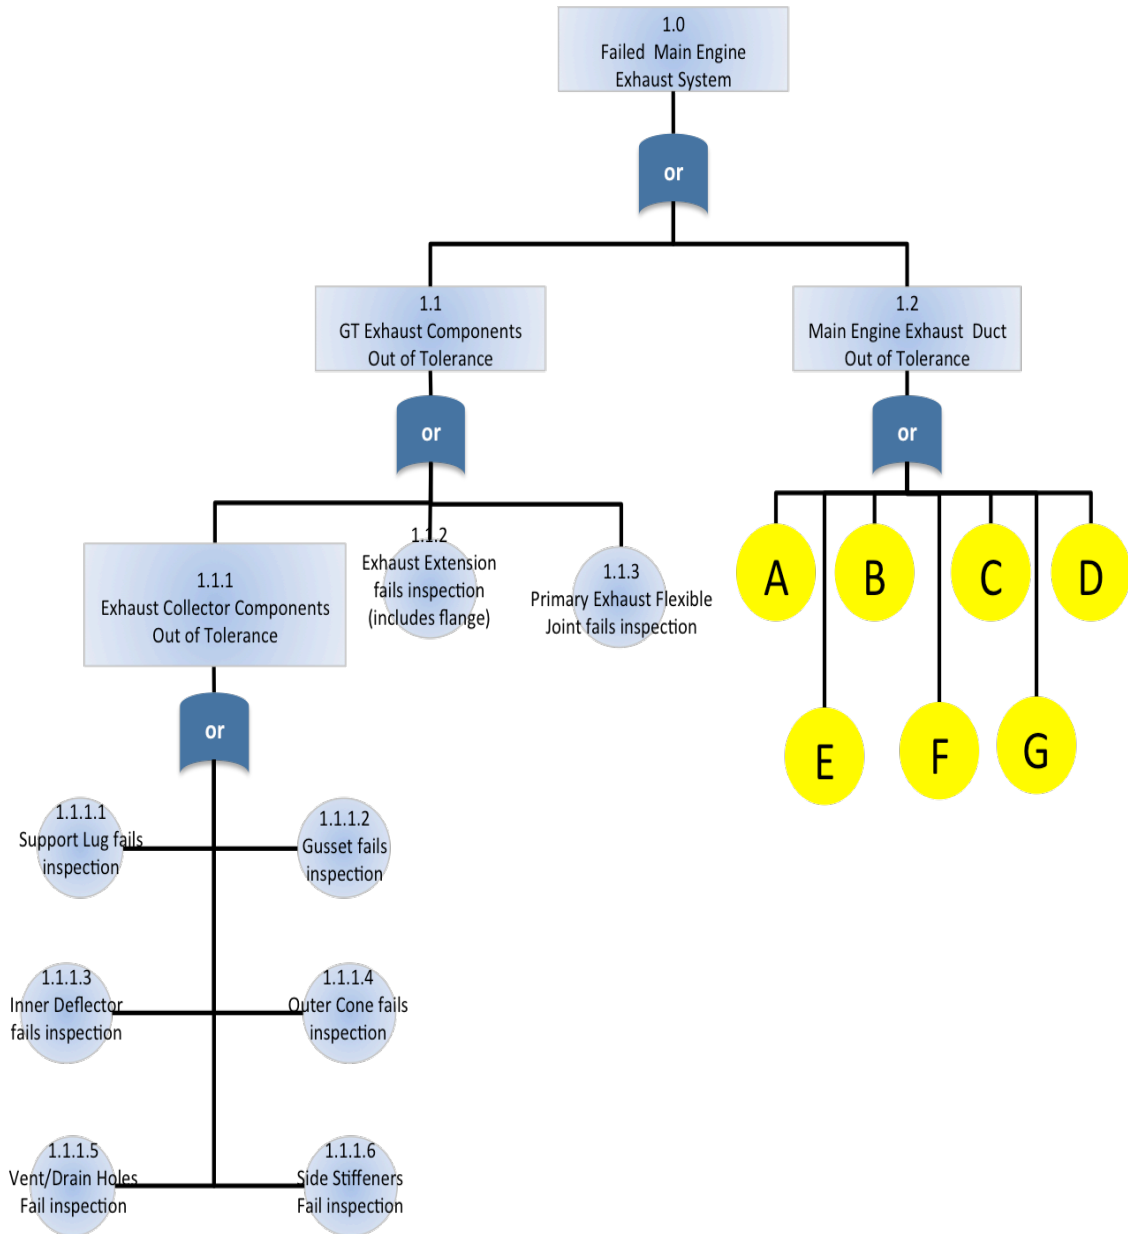 1.0
Failed Main Engine
Exhaust System
or
1.1
GT Exhaust Components
Out of Tolerance
1.2
Main Engine Exhaust Duct
Out of Tolerance
or
or
1.1.1
Exhaust Collector Components
Out of Tolerance
1.1.2
Exhaust Extension
fails inspection
(includes flange)
1.1.3
Primary Exhaust Flexible
Joint fails inspection
A
B
C
D
E
F
G
or
1.1.1.1
Support Lug fails
inspection
1.1.1.2
Gusset fails
inspection
1.1.1.3
Inner Deflector
fails inspection
1.1.1.4
Outer Cone fails
inspection
1.1.1.5
Vent/Drain Holes
Fail inspection
1.1.1.6
Side Stiffeners
Fail inspection